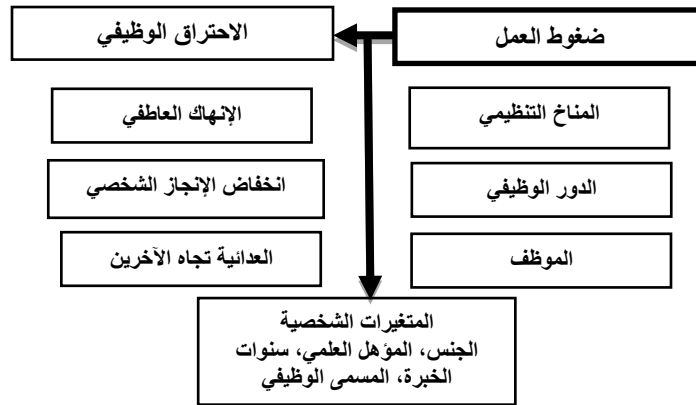 ضغوط العمل
الاحتراق الوظيفي
المناخ التنظيمي
الإنهاك العاطفي
الدور الوظيفي
انخفاض الإنجاز الشخصي
الموظف
العدائية تجاه الآخرين
المتغيرات الشخصية
الجنس، المؤهل العلمي، سنوات
الخبرة، المسمى الوظيفي